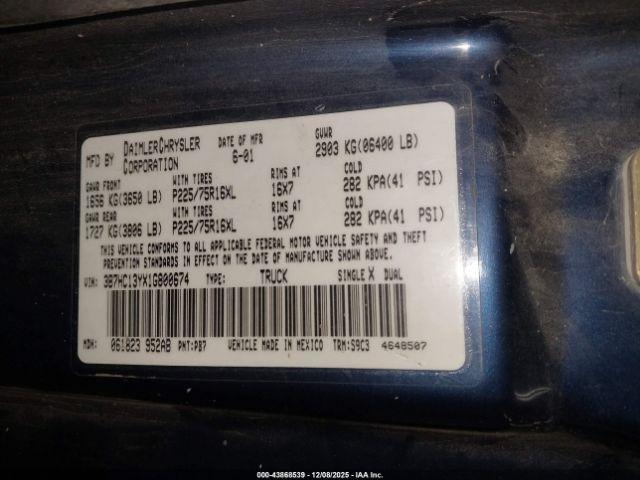 MFD BY DAIMLERCHRYSLER CORPORATION DATE OF MFR 6-01 GVWR 2903 KG(06400 LB)
GAWR FRONT WITH TIRES RIMS AT COLD
1656 KG(3650 LB) P225/75R16XL 16X7 282 KPA(41 PSI)
GAWR REAR WITH TIRES RIMS AT COLD
1727 KG(3806 LB) P225/75R16XL 16X7 282 KPA(41 PSI)
THIS VEHICLE CONFORMS TO ALL APPLICABLE FEDERAL MOTOR VEHICLE SAFETY AND THEFT
PREVENTION STANDARDS IN EFFECT ON THE DATE OF MANUFACTURE SHOWN ABOVE.
VIN: 3B7HC13YX1G800674 TYPE: TRUCK SINGLE X DUAL
MDH: 061823 952AB PNT:PB7 VEHICLE MADE IN MEXICO TRM:S9C3 4648507
000-43868539 - 12/08/2025 - IAA Inc.